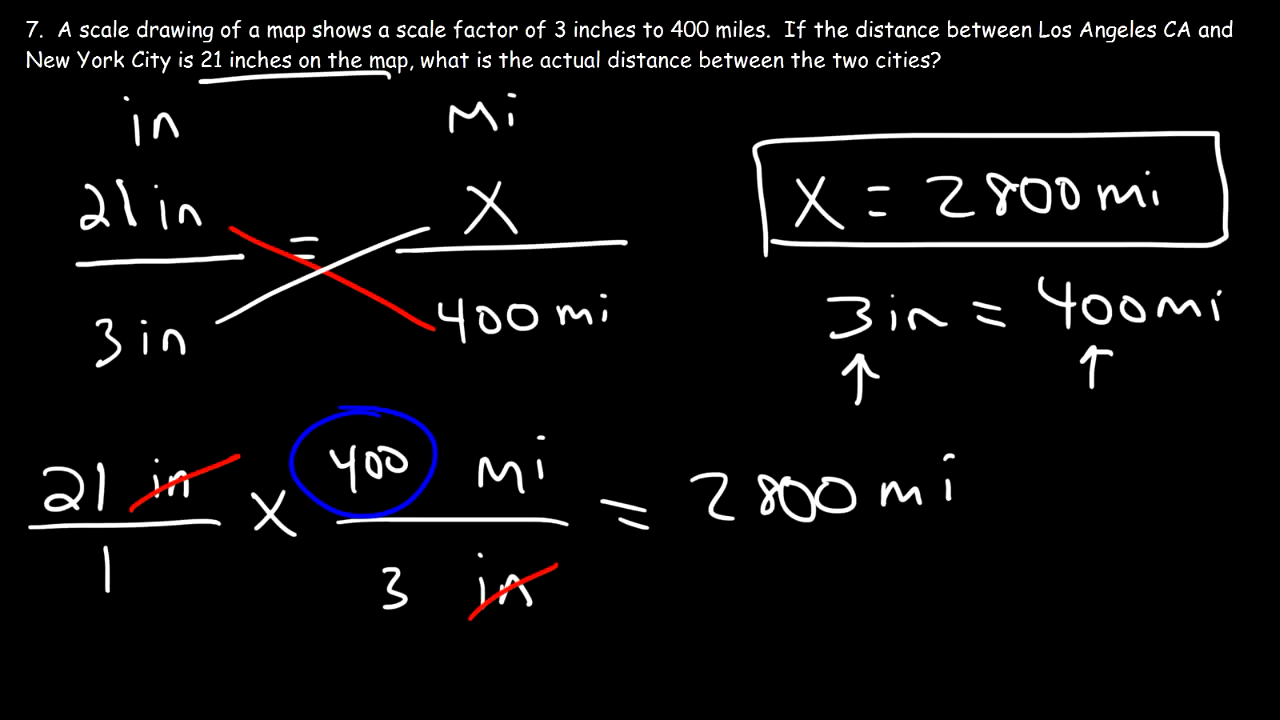 7. A scale drawing of a map shows a scale factor of 3 inches to 400 miles. If the distance between Los Angeles CA and
New York City is 21 inches on the map, what is the actual distance between the two cities?
in Mi
21 in = X
3 in 400 mi
X = 2800 mi
3 in = 400 mi
21 in X 400 Mi = 2800 mi
1 3 in